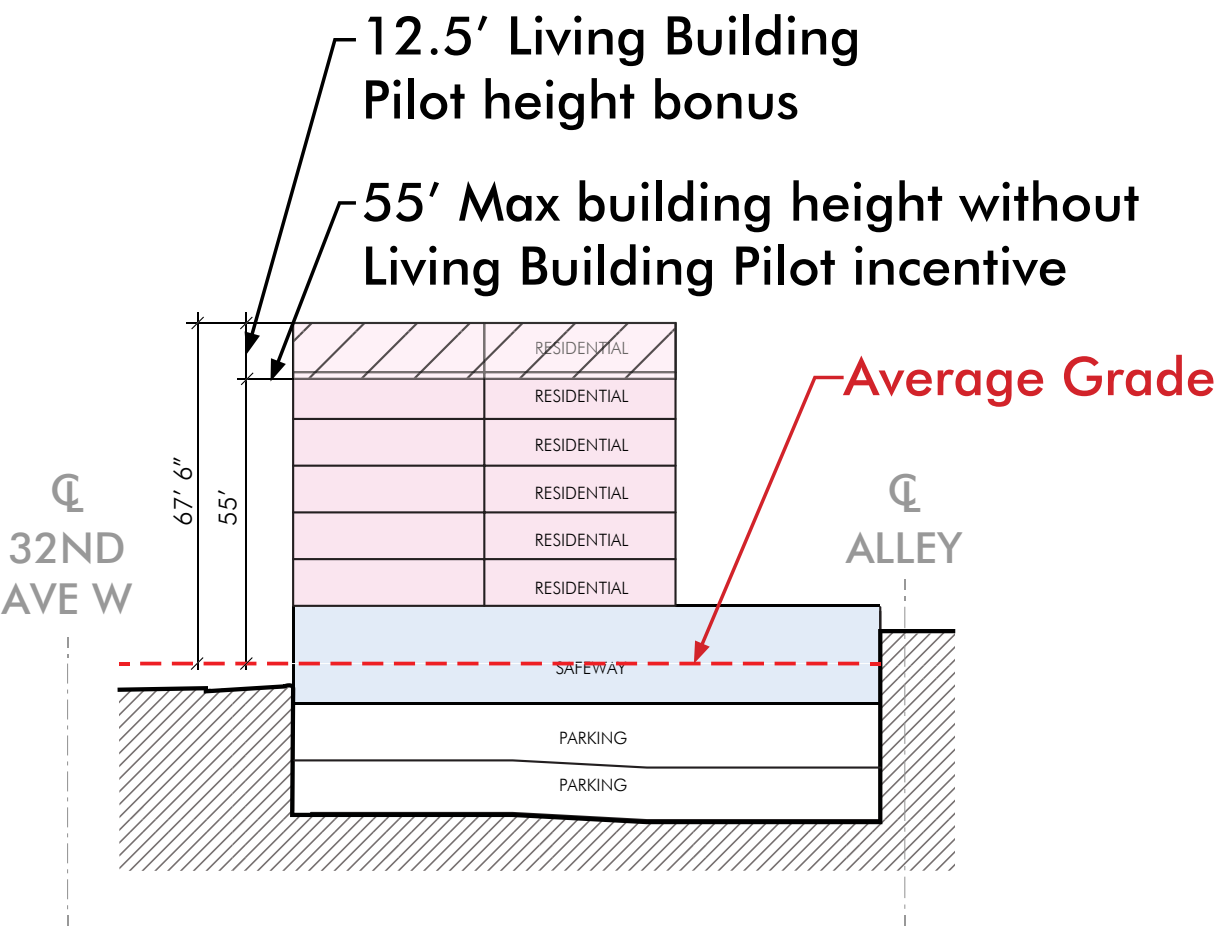 12.5’ Living Building
Pilot height bonus
55’ Max building height without
Living Building Pilot incentive
RESIDENTIAL
Average Grade
RESIDENTIAL
RESIDENTIAL
67’ 6”
55’
RESIDENTIAL
RESIDENTIAL
RESIDENTIAL
℄
32ND
AVE W
℄
ALLEY
SAFEWAY
PARKING
PARKING